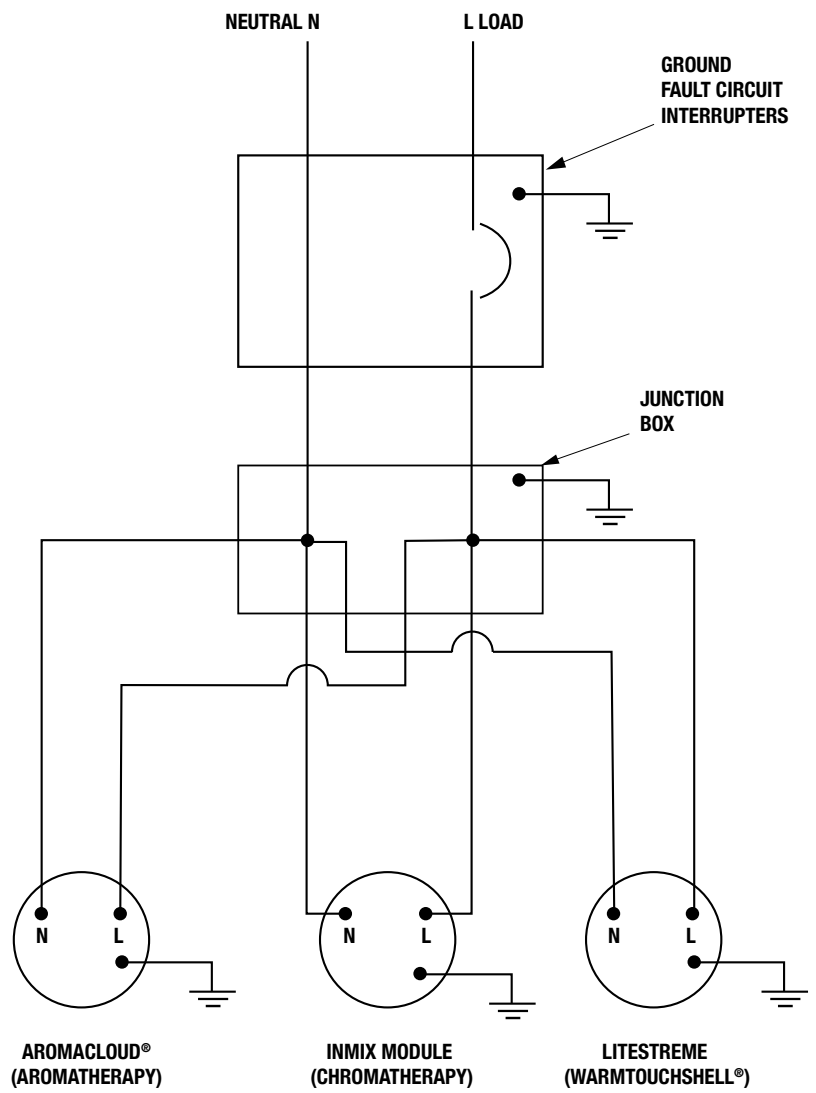 NEUTRAL N
L LOAD
GROUND
FAULT CIRCUIT
INTERRUPTERS
JUNCTION
BOX
N
L
N
L
N
L
AROMACLOUD®
(AROMATHERAPY)
INMIX MODULE
(CHROMATHERAPY)
LITESTREME
(WARMTOUCHSHELL®)